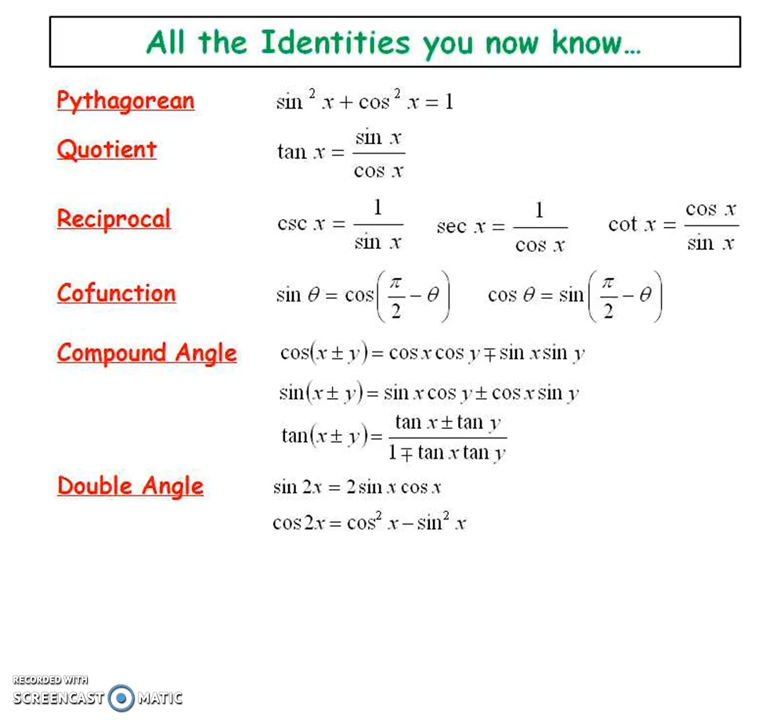 All the Identities you now know...
Pythagorean sin² x + cos² x = 1
Quotient tan x = sin x / cos x
Reciprocal csc x = 1 / sin x sec x = 1 / cos x cot x = cos x / sin x
Cofunction sin θ = cos(π/2 − θ) cos θ = sin(π/2 − θ)
Compound Angle cos(x ± y) = cos x cos y ∓ sin x sin y
sin(x ± y) = sin x cos y ± cos x sin y
tan(x ± y) = tan x ± tan y / 1 ∓ tan x tan y
Double Angle sin 2x = 2 sin x cos x
cos 2x = cos² x − sin² x
RECORDED WITH
SCREENCAST MATIC